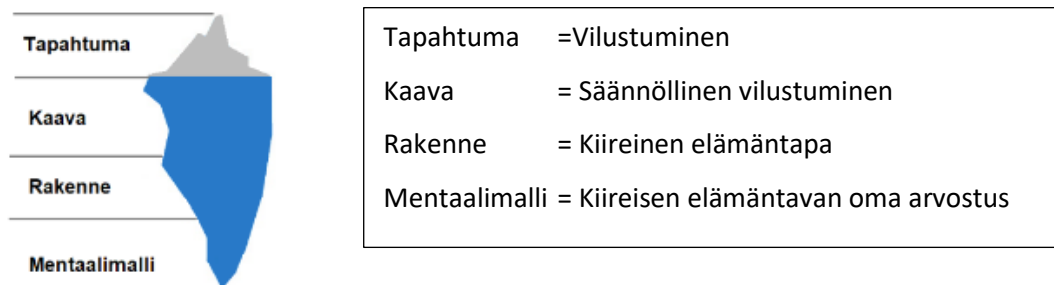 Tapahtuma
Kaava
Rakenne
Mentaalimalli
Tapahtuma =Vilustuminen
Kaava = Säännöllinen vilustuminen
Rakenne = Kiireinen elämäntapa
Mentaalimalli = Kiireisen elämäntavan oma arvostus